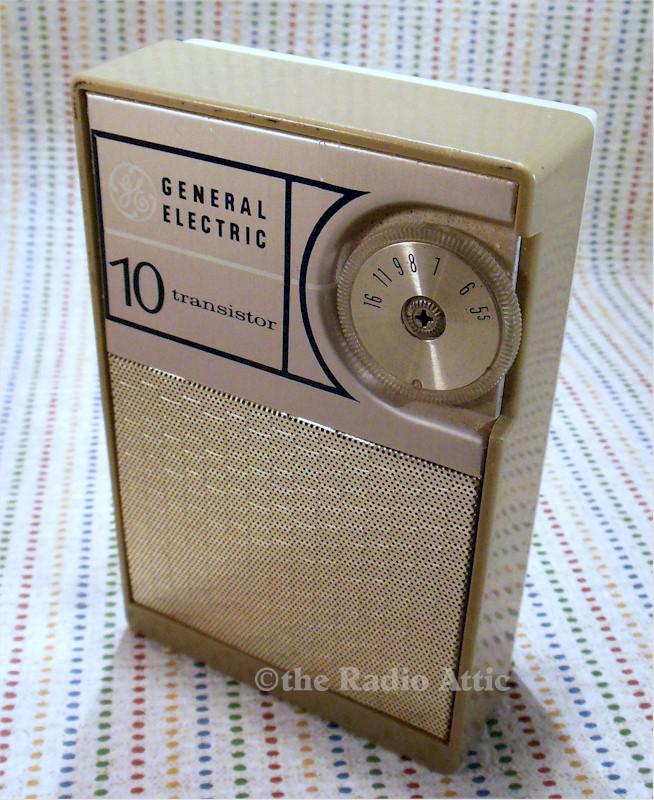 GE
GENERAL
ELECTRIC
10 transistor
16 11 9 8 7 6 55
©the Radio Attic